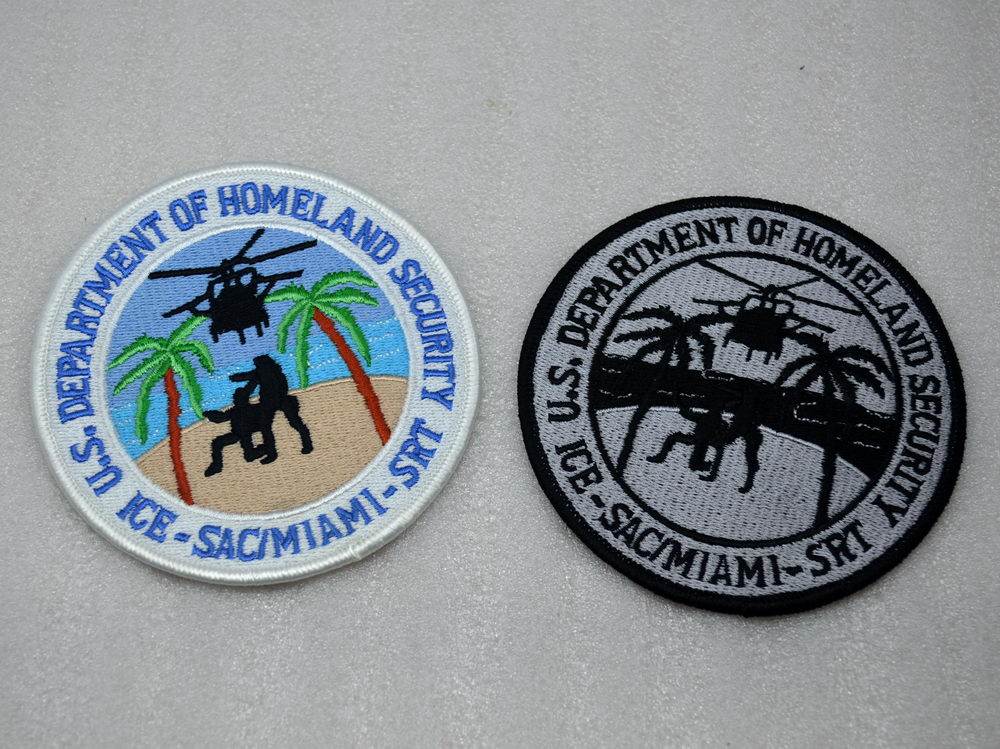 U.S. DEPARTMENT OF HOMELAND SECURITY
ICE - SAC/MIAMI - SRT
U.S. DEPARTMENT OF HOMELAND SECURITY
ICE - SAC/MIAMI - SRT